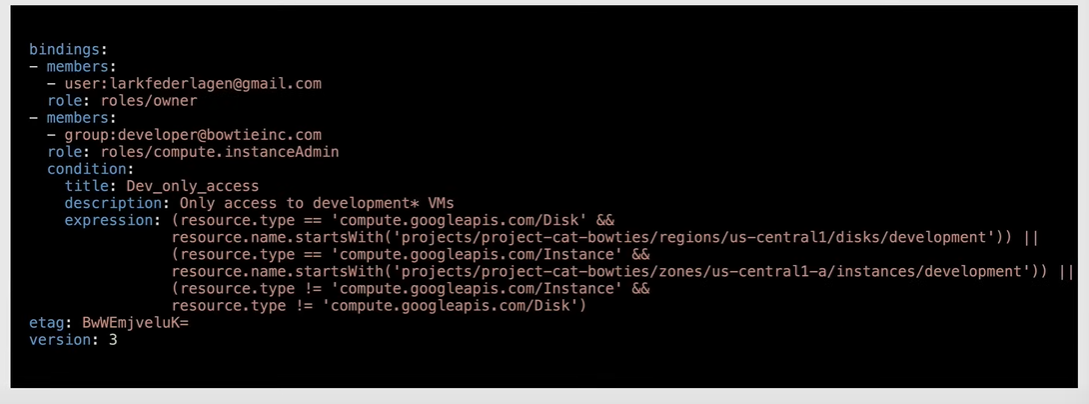 bindings:
- members:
  - user:larkfederlagen@gmail.com
  role: roles/owner
- members:
  - group:developer@bowtieinc.com
  role: roles/compute.instanceAdmin
  condition:
    title: Dev_only_access
    description: Only access to development* VMs
    expression: (resource.type == 'compute.googleapis.com/Disk' &&
                resource.name.startsWith('projects/project-cat-bowties/regions/us-central1/disks/development')) ||
                (resource.type == 'compute.googleapis.com/Instance' &&
                resource.name.startsWith('projects/project-cat-bowties/zones/us-central1-a/instances/development')) ||
                (resource.type != 'compute.googleapis.com/Instance' &&
                resource.type != 'compute.googleapis.com/Disk')
etag: BwWEmjveluK=
version: 3